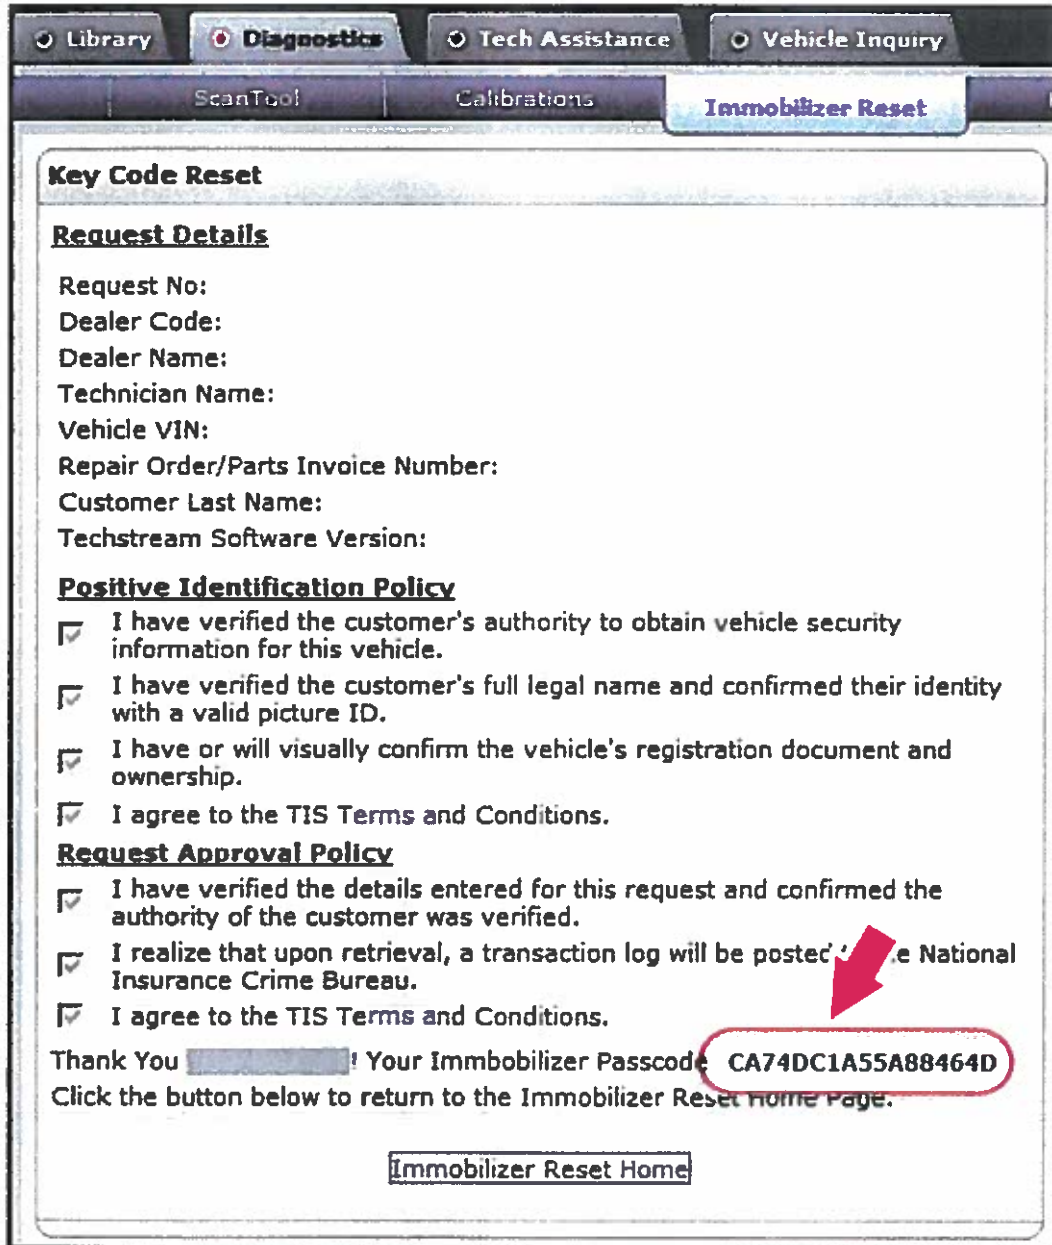 Library Diagnostics Tech Assistance Vehicle Inquiry
ScanTool Calibrations Immobilizer Reset
Key Code Reset
Request Details
Request No:
Dealer Code:
Dealer Name:
Technician Name:
Vehicle VIN:
Repair Order/Parts Invoice Number:
Customer Last Name:
Techstream Software Version:
Positive Identification Policy
I have verified the customer's authority to obtain vehicle security
information for this vehicle.
I have verified the customer's full legal name and confirmed their identity
with a valid picture ID.
I have or will visually confirm the vehicle's registration document and
ownership.
I agree to the TIS Terms and Conditions.
Request Approval Policy
I have verified the details entered for this request and confirmed the
authority of the customer was verified.
I realize that upon retrieval, a transaction log will be posted National
Insurance Crime Bureau.
I agree to the TIS Terms and Conditions.
Thank You ! Your Immbobilizer Passcode CA74DC1A55A88464D
Click the button below to return to the Immobilizer Reset Home Page.
Immobilizer Reset Home